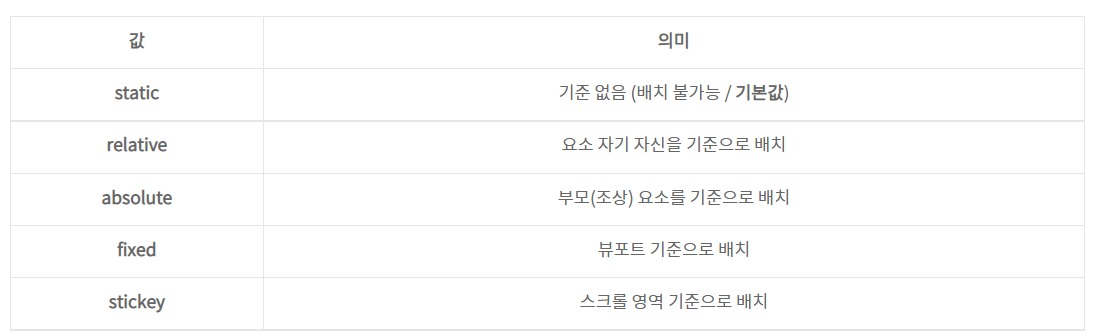 값 의미
static 기준 없음 (배치 불가능 / 기본값)
relative 요소 자기 자신을 기준으로 배치
absolute 부모(조상) 요소를 기준으로 배치
fixed 뷰포트 기준으로 배치
stickey 스크롤 영역 기준으로 배치